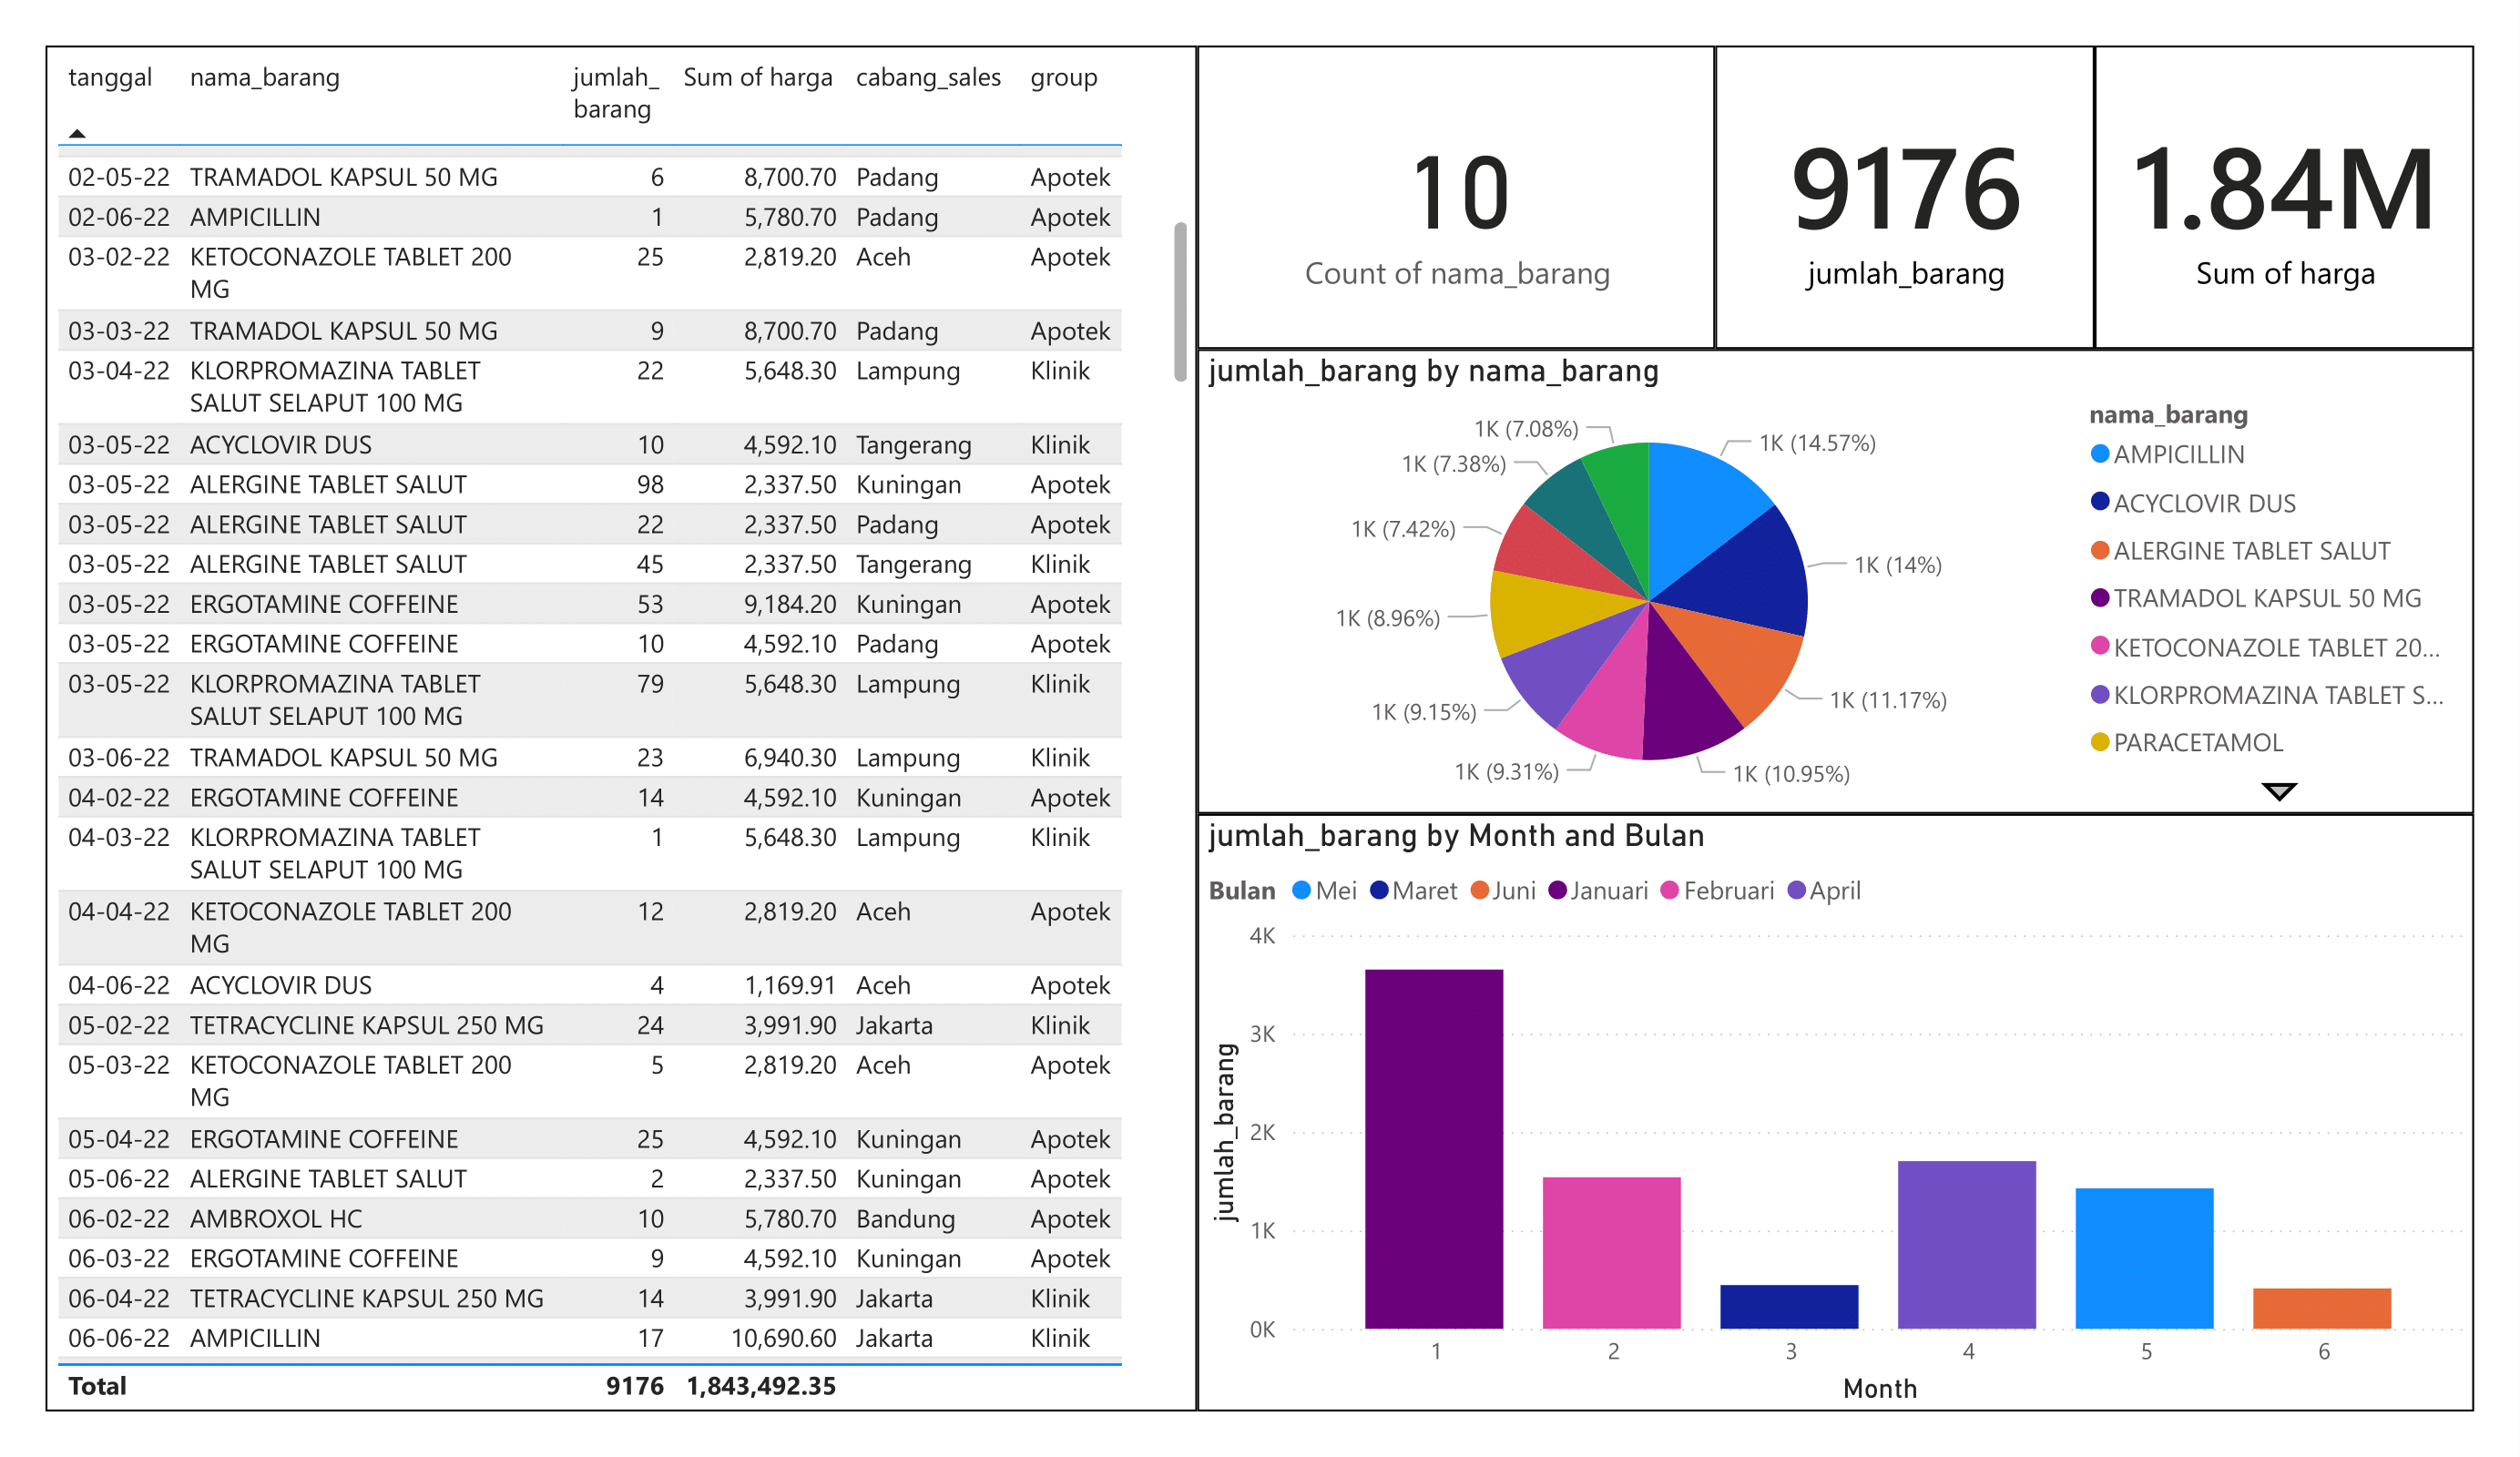 tanggal nama_barang jumlah_ Sum of harga cabang_sales group
barang
02-05-22 TRAMADOL KAPSUL 50 MG 6 8,700.70 Padang Apotek
02-06-22 AMPICILLIN 1 5,780.70 Padang Apotek
03-02-22 KETOCONAZOLE TABLET 200 25 2,819.20 Aceh Apotek
MG
03-03-22 TRAMADOL KAPSUL 50 MG 9 8,700.70 Padang Apotek
03-04-22 KLORPROMAZINA TABLET 22 5,648.30 Lampung Klinik
SALUT SELAPUT 100 MG
03-05-22 ACYCLOVIR DUS 10 4,592.10 Tangerang Klinik
03-05-22 ALERGINE TABLET SALUT 98 2,337.50 Kuningan Apotek
03-05-22 ALERGINE TABLET SALUT 22 2,337.50 Padang Apotek
03-05-22 ALERGINE TABLET SALUT 45 2,337.50 Tangerang Klinik
03-05-22 ERGOTAMINE COFFEINE 53 9,184.20 Kuningan Apotek
03-05-22 ERGOTAMINE COFFEINE 10 4,592.10 Padang Apotek
03-05-22 KLORPROMAZINA TABLET 79 5,648.30 Lampung Klinik
SALUT SELAPUT 100 MG
03-06-22 TRAMADOL KAPSUL 50 MG 23 6,940.30 Lampung Klinik
04-02-22 ERGOTAMINE COFFEINE 14 4,592.10 Kuningan Apotek
04-03-22 KLORPROMAZINA TABLET 1 5,648.30 Lampung Klinik
SALUT SELAPUT 100 MG
04-04-22 KETOCONAZOLE TABLET 200 12 2,819.20 Aceh Apotek
MG
04-06-22 ACYCLOVIR DUS 4 1,169.91 Aceh Apotek
05-02-22 TETRACYCLINE KAPSUL 250 MG 24 3,991.90 Jakarta Klinik
05-03-22 KETOCONAZOLE TABLET 200 5 2,819.20 Aceh Apotek
MG
05-04-22 ERGOTAMINE COFFEINE 25 4,592.10 Kuningan Apotek
05-06-22 ALERGINE TABLET SALUT 2 2,337.50 Kuningan Apotek
06-02-22 AMBROXOL HC 10 5,780.70 Bandung Apotek
06-03-22 ERGOTAMINE COFFEINE 9 4,592.10 Kuningan Apotek
06-04-22 TETRACYCLINE KAPSUL 250 MG 14 3,991.90 Jakarta Klinik
06-06-22 AMPICILLIN 17 10,690.60 Jakarta Klinik
Total 9176 1,843,492.35
10
Count of nama_barang
9176
jumlah_barang
1.84M
Sum of harga
jumlah_barang by nama_barang
1K (14.57%)
1K (14%)
1K (11.17%)
1K (10.95%)
1K (9.31%)
1K (9.15%)
1K (8.96%)
1K (7.42%)
1K (7.38%)
1K (7.08%)
nama_barang
AMPICILLIN
ACYCLOVIR DUS
ALERGINE TABLET SALUT
TRAMADOL KAPSUL 50 MG
KETOCONAZOLE TABLET 20...
KLORPROMAZINA TABLET S...
PARACETAMOL
jumlah_barang by Month and Bulan
Bulan Mei Maret Juni Januari Februari April
4K
3K
2K
1K
0K
jumlah_barang
1 2 3 4 5 6
Month